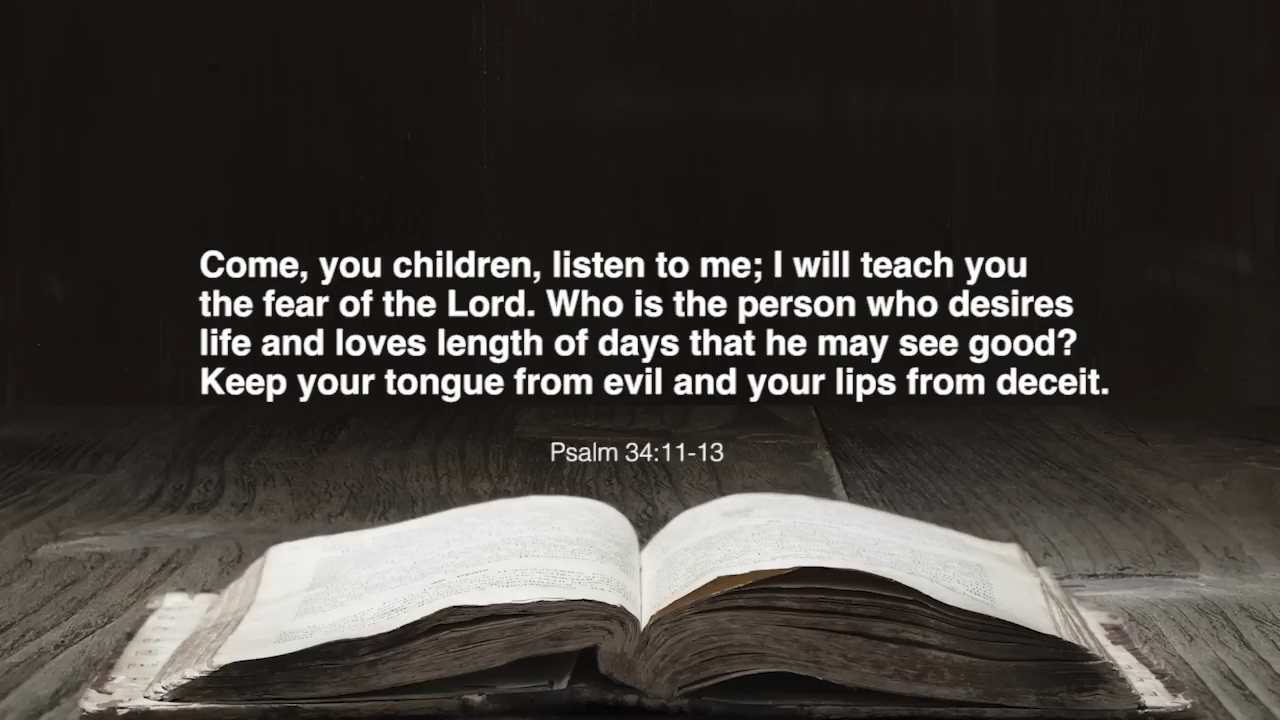 Come, you children, listen to me; I will teach you
the fear of the Lord. Who is the person who desires
life and loves length of days that he may see good?
Keep your tongue from evil and your lips from deceit.
Psalm 34:11-13